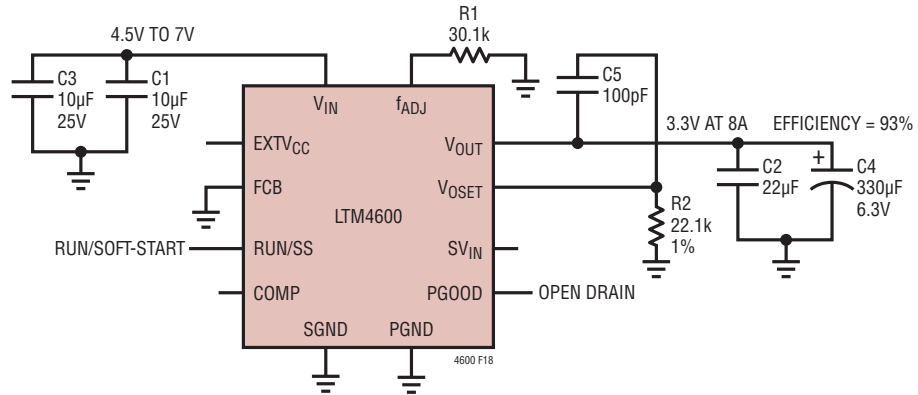 R1
30.1k
4.5V TO 7V
C3
10µF
25V
C1
10µF
25V
C5
100pF
VIN
fADJ
3.3V AT 8A
EFFICIENCY = 93%
EXTVCC
VOUT
+
C2
22µF
C4
330µF
6.3V
FCB
VOSET
LTM4600
R2
22.1k
1%
RUN/SOFT-START
RUN/SS
SVIN
COMP
PGOOD
OPEN DRAIN
SGND
PGND
4600 F18